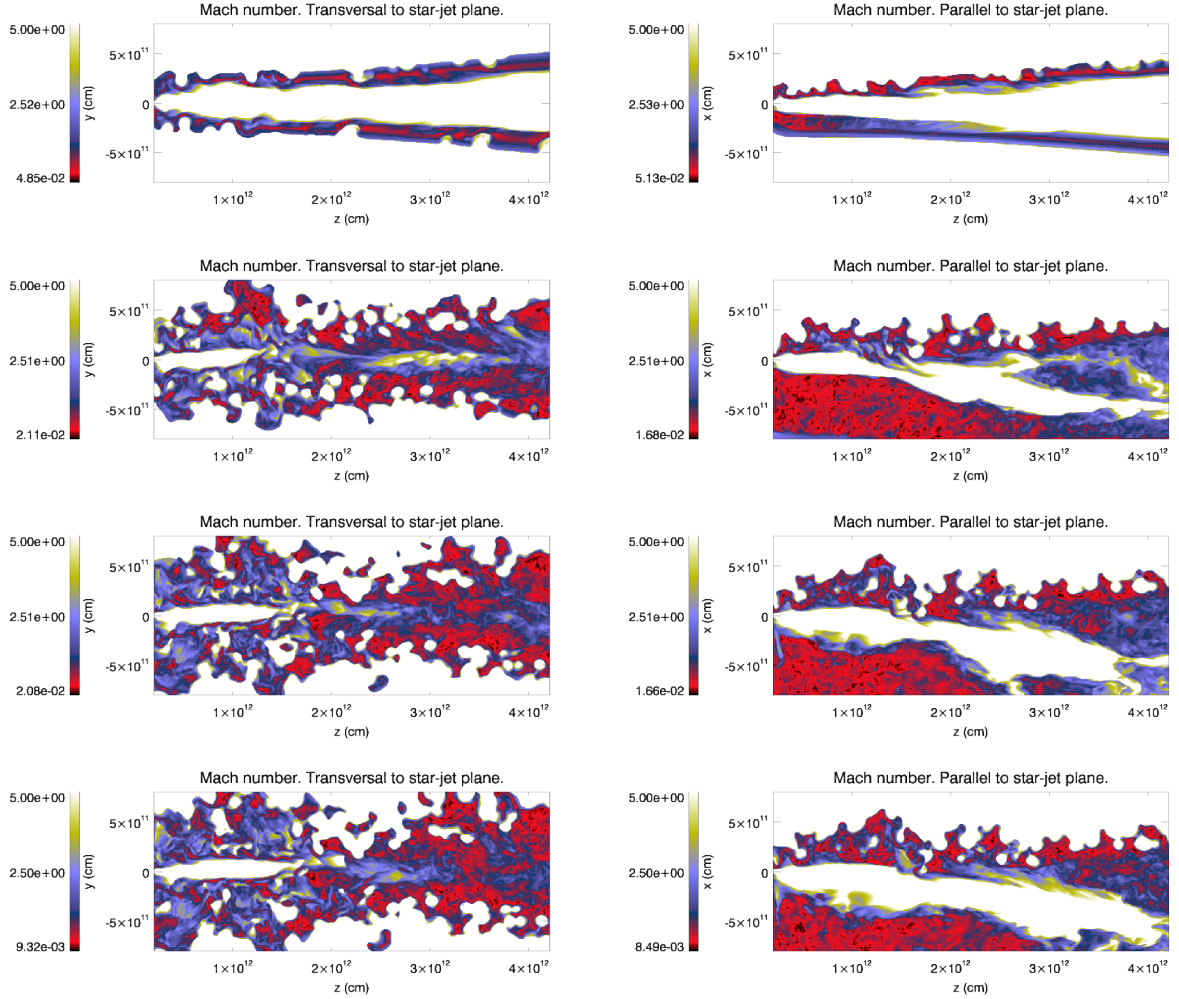 Mach number. Transversal to star-jet plane.
5.00e+00
2.52e+00
4.85e-02
y (cm)
5×10¹¹
0
-5×10¹¹
1×10¹² 2×10¹² 3×10¹² 4×10¹²
z (cm)
Mach number. Parallel to star-jet plane.
5.00e+00
2.53e+00
5.13e-02
x (cm)
5×10¹¹
0
-5×10¹¹
1×10¹² 2×10¹² 3×10¹² 4×10¹²
z (cm)
Mach number. Transversal to star-jet plane.
5.00e+00
2.51e+00
2.11e-02
y (cm)
5×10¹¹
0
-5×10¹¹
1×10¹² 2×10¹² 3×10¹² 4×10¹²
z (cm)
Mach number. Parallel to star-jet plane.
5.00e+00
2.51e+00
1.68e-02
x (cm)
5×10¹¹
0
-5×10¹¹
1×10¹² 2×10¹² 3×10¹² 4×10¹²
z (cm)
Mach number. Transversal to star-jet plane.
5.00e+00
2.51e+00
2.08e-02
y (cm)
5×10¹¹
0
-5×10¹¹
1×10¹² 2×10¹² 3×10¹² 4×10¹²
z (cm)
Mach number. Parallel to star-jet plane.
5.00e+00
2.51e+00
1.66e-02
x (cm)
5×10¹¹
0
-5×10¹¹
1×10¹² 2×10¹² 3×10¹² 4×10¹²
z (cm)
Mach number. Transversal to star-jet plane.
5.00e+00
2.50e+00
9.32e-03
y (cm)
5×10¹¹
0
-5×10¹¹
1×10¹² 2×10¹² 3×10¹² 4×10¹²
z (cm)
Mach number. Parallel to star-jet plane.
5.00e+00
2.50e+00
8.49e-03
x (cm)
5×10¹¹
0
-5×10¹¹
1×10¹² 2×10¹² 3×10¹² 4×10¹²
z (cm)